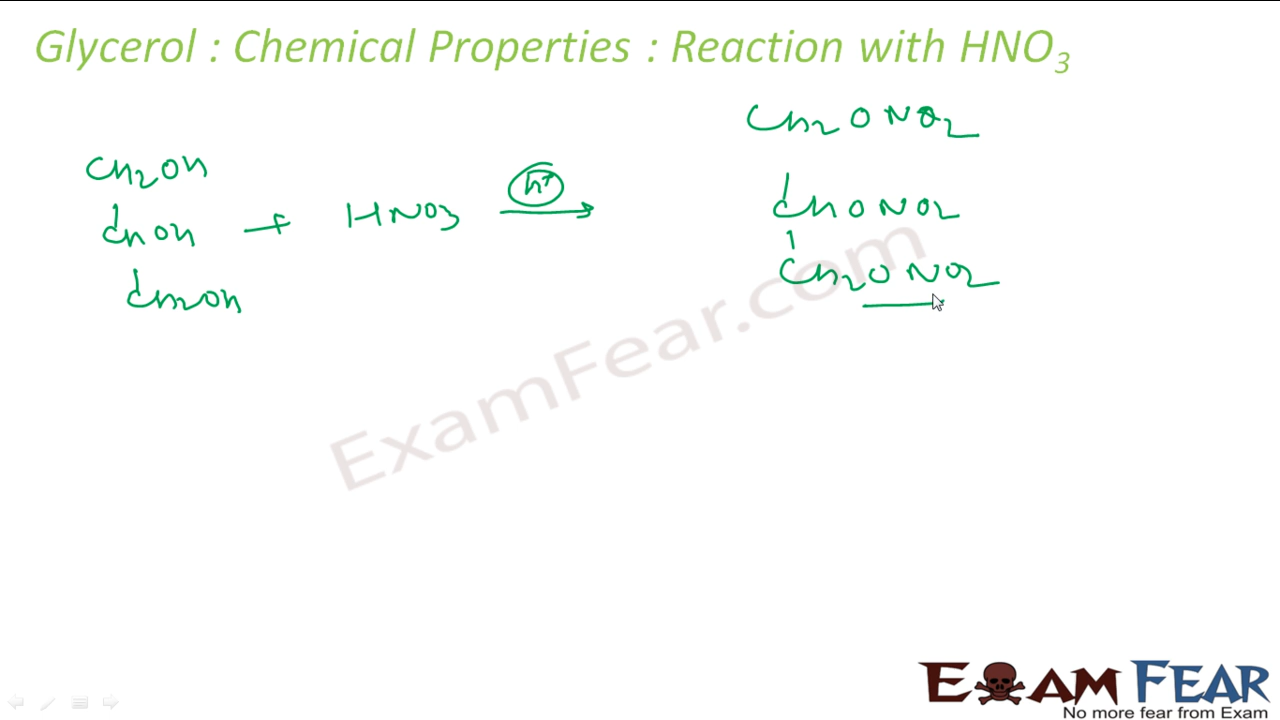 Glycerol : Chemical Properties : Reaction with HNO3
CH2OH
CHOH + HNO3 H+
CH2OH
CH2ONO2
CHONO2
CH2ONO2
ExamFear.com
EXAM FEAR
No more fear from Exam